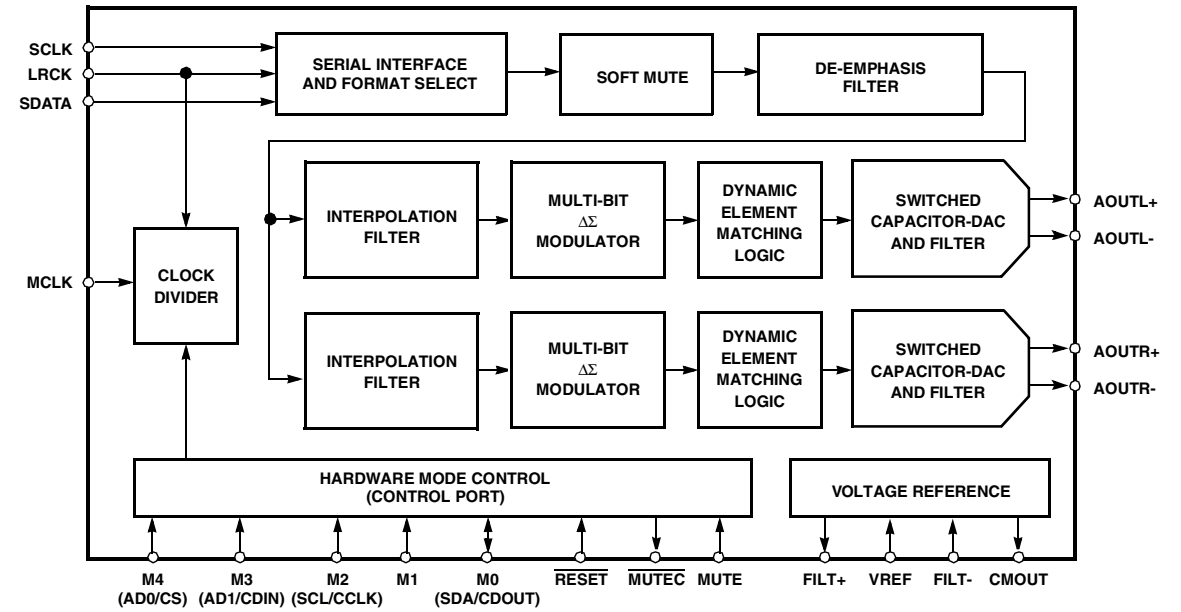 SCLK
LRCK
SDATA
SERIAL INTERFACE
AND FORMAT SELECT
SOFT MUTE
DE-EMPHASIS
FILTER
INTERPOLATION
FILTER
MULTI-BIT
ΔΣ
MODULATOR
DYNAMIC
ELEMENT
MATCHING
LOGIC
SWITCHED
CAPACITOR-DAC
AND FILTER
AOUTL+
AOUTL-
MCLK
CLOCK
DIVIDER
INTERPOLATION
FILTER
MULTI-BIT
ΔΣ
MODULATOR
DYNAMIC
ELEMENT
MATCHING
LOGIC
SWITCHED
CAPACITOR-DAC
AND FILTER
AOUTR+
AOUTR-
HARDWARE MODE CONTROL
(CONTROL PORT)
VOLTAGE REFERENCE
M4
(AD0/CS)
M3
(AD1/CDIN)
M2
(SCL/CCLK)
M1
M0
(SDA/CDOUT)
RESET
MUTEC
MUTE
FILT+
VREF
FILT-
CMOUT